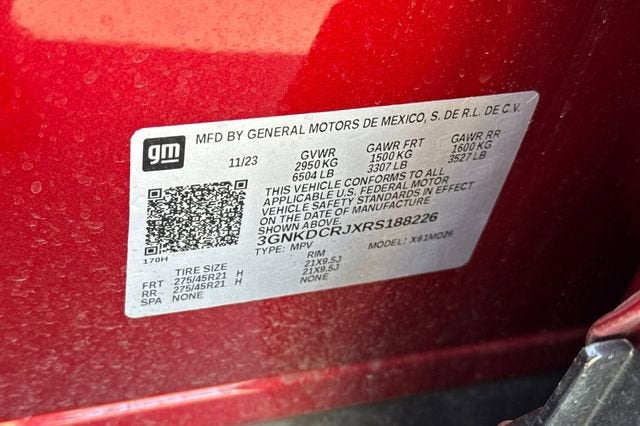 gm
MFD BY GENERAL MOTORS DE MEXICO, S. DE R.L. DE C.V.
11/23 GVWR GAWR FRT GAWR RR
2950 KG 1500 KG 1600 KG
6504 LB 3307 LB 3527 LB
THIS VEHICLE CONFORMS TO ALL
APPLICABLE U.S. FEDERAL MOTOR
VEHICLE SAFETY STANDARDS IN EFFECT
ON THE DATE OF MANUFACTURE
SHOWN ABOVE.
3GNKDCRJXRS188226
170H TYPE: MPV MODEL: X61MD26
TIRE SIZE RIM
FRT 275/45R21 H 21X9.5J
RR 275/45R21 H 21X9.5J
SPA NONE NONE